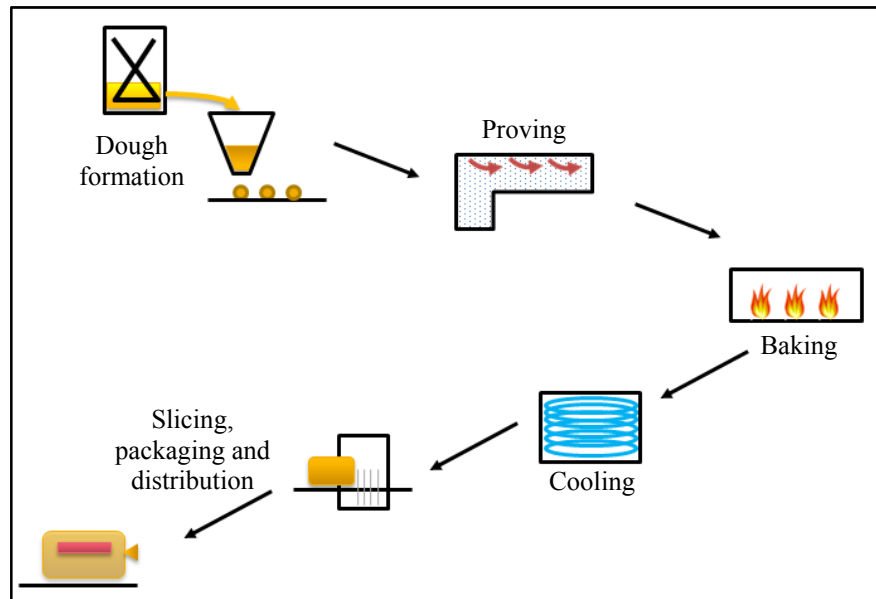 Dough
formation
Proving
Baking
Cooling
Slicing,
packaging and
distribution